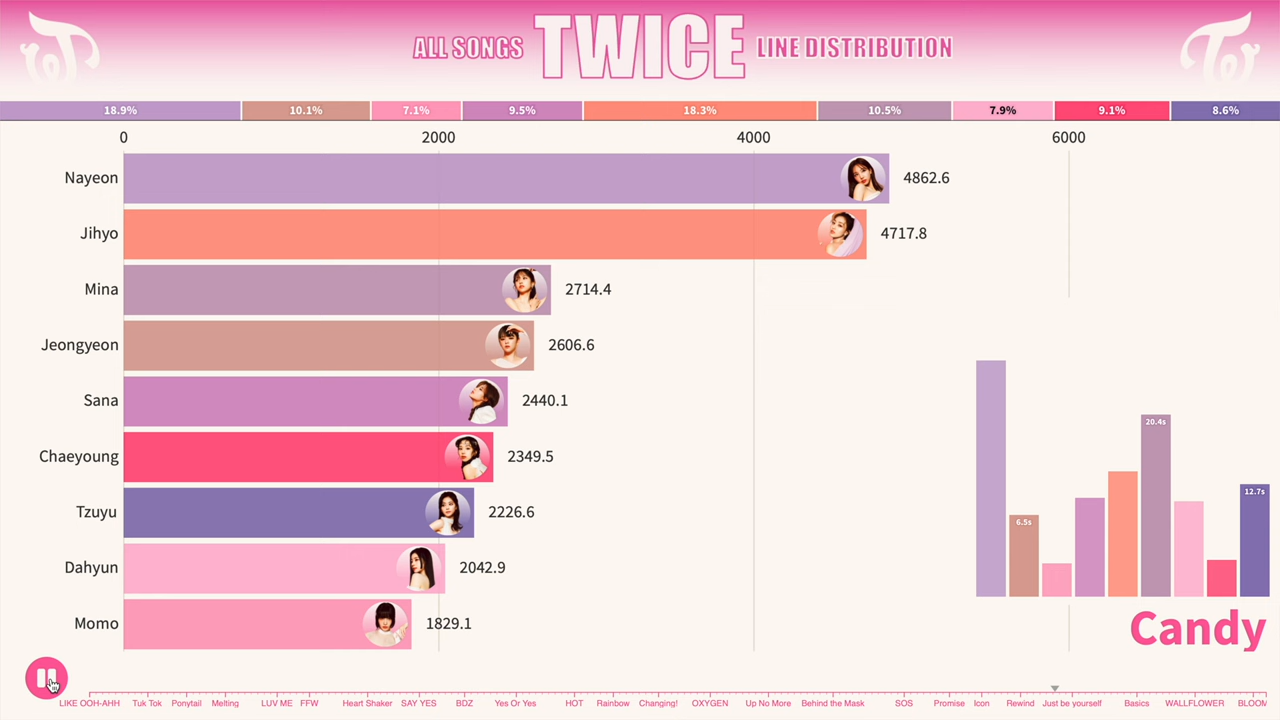 ALL SONGS TWICE LINE DISTRIBUTION
18.9% 10.1% 7.1% 9.5% 18.3% 10.5% 7.9% 9.1% 8.6%
0 2000 4000 6000
Nayeon 4862.6
Jihyo 4717.8
Mina 2714.4
Jeongyeon 2606.6
Sana 2440.1
Chaeyoung 2349.5
Tzuyu 2226.6
Dahyun 2042.9
Momo 1829.1
20.4s
12.7s
6.5s
Candy
LIKE OOH-AHH Tuk Tok Ponytail Melting LUV ME FFW Heart Shaker SAY YES BDZ Yes Or Yes HOT Rainbow Changing! OXYGEN Up No More Behind the Mask SOS Promise Icon Rewind Just be yourself Basics WALLFLOWER BLOOM